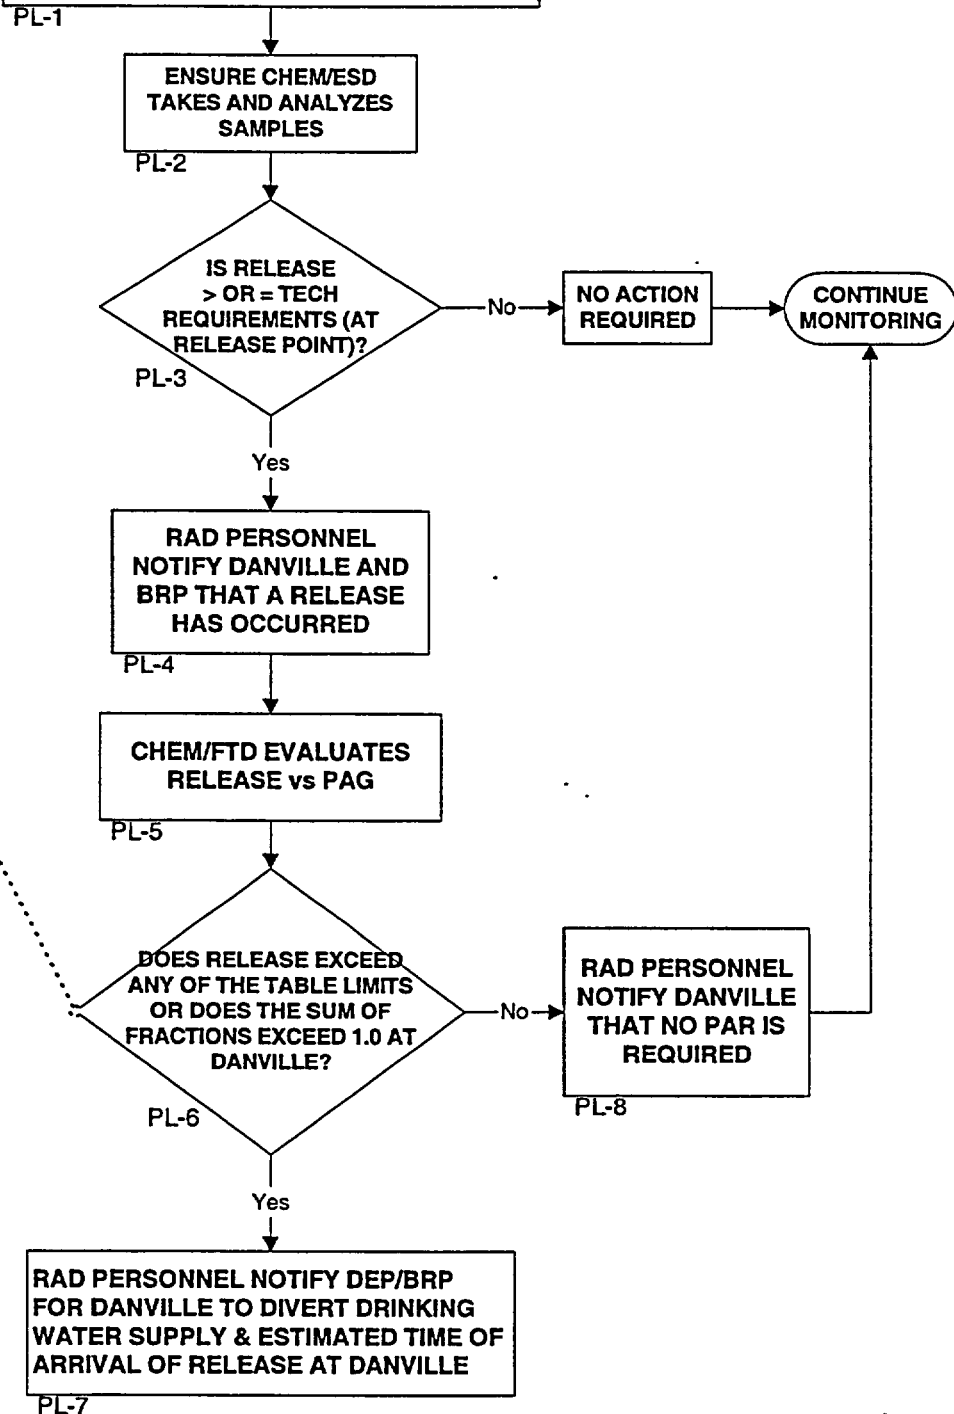 PL-1
ENSURE CHEM/ESD
TAKES AND ANALYZES
SAMPLES
PL-2
IS RELEASE
> OR = TECH
REQUIREMENTS (AT
RELEASE POINT)?
PL-3
No
NO ACTION
REQUIRED
CONTINUE
MONITORING
Yes
RAD PERSONNEL
NOTIFY DANVILLE AND
BRP THAT A RELEASE
HAS OCCURRED
PL-4
CHEM/FTD EVALUATES
RELEASE vs PAG
PL-5
DOES RELEASE EXCEED
ANY OF THE TABLE LIMITS
OR DOES THE SUM OF
FRACTIONS EXCEED 1.0 AT
DANVILLE?
PL-6
No
RAD PERSONNEL
NOTIFY DANVILLE
THAT NO PAR IS
REQUIRED
PL-8
Yes
RAD PERSONNEL NOTIFY DEP/BRP
FOR DANVILLE TO DIVERT DRINKING
WATER SUPPLY & ESTIMATED TIME OF
ARRIVAL OF RELEASE AT DANVILLE
PL-7